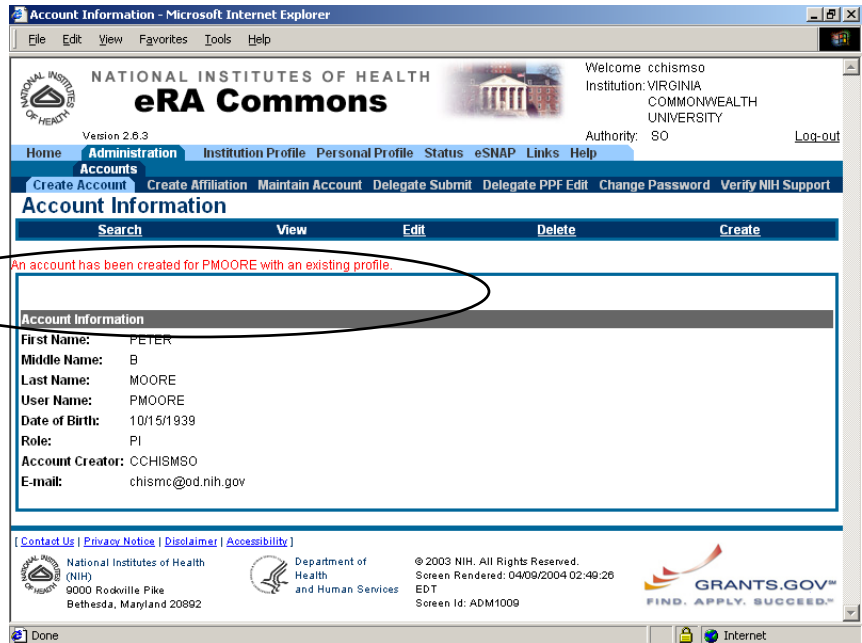 Account Information - Microsoft Internet Explorer
File Edit View Favorites Tools Help
NATIONAL INSTITUTES OF HEALTH
eRA Commons
Version 2.6.3
NATIONAL INSTITUTES OF HEALTH
Welcome cchismso
Institution: VIRGINIA
COMMONWEALTH
UNIVERSITY
Authority: SO
Log-out
Home Administration Institution Profile Personal Profile Status eSNAP Links Help
Accounts
Create Account Create Affiliation Maintain Account Delegate Submit Delegate PPF Edit Change Password Verify NIH Support
Account Information
Search View Edit Delete Create
An account has been created for PMOORE with an existing profile.
Account Information
First Name: PETER
Middle Name: B
Last Name: MOORE
User Name: PMOORE
Date of Birth: 10/15/1939
Role: PI
Account Creator: CCHISMSO
E-mail: chismc@od.nih.gov
[ Contact Us | Privacy Notice | Disclaimer | Accessibility ]
National Institutes of Health
(NIH)
9000 Rockville Pike
Bethesda, Maryland 20892
Department of
Health
and Human Services
© 2003 NIH. All Rights Reserved.
Screen Rendered: 04/09/2004 02:49:26
EDT
Screen Id: ADM1009
GRANTS.GOV℠
FIND. APPLY. SUCCEED.℠
Done
Internet